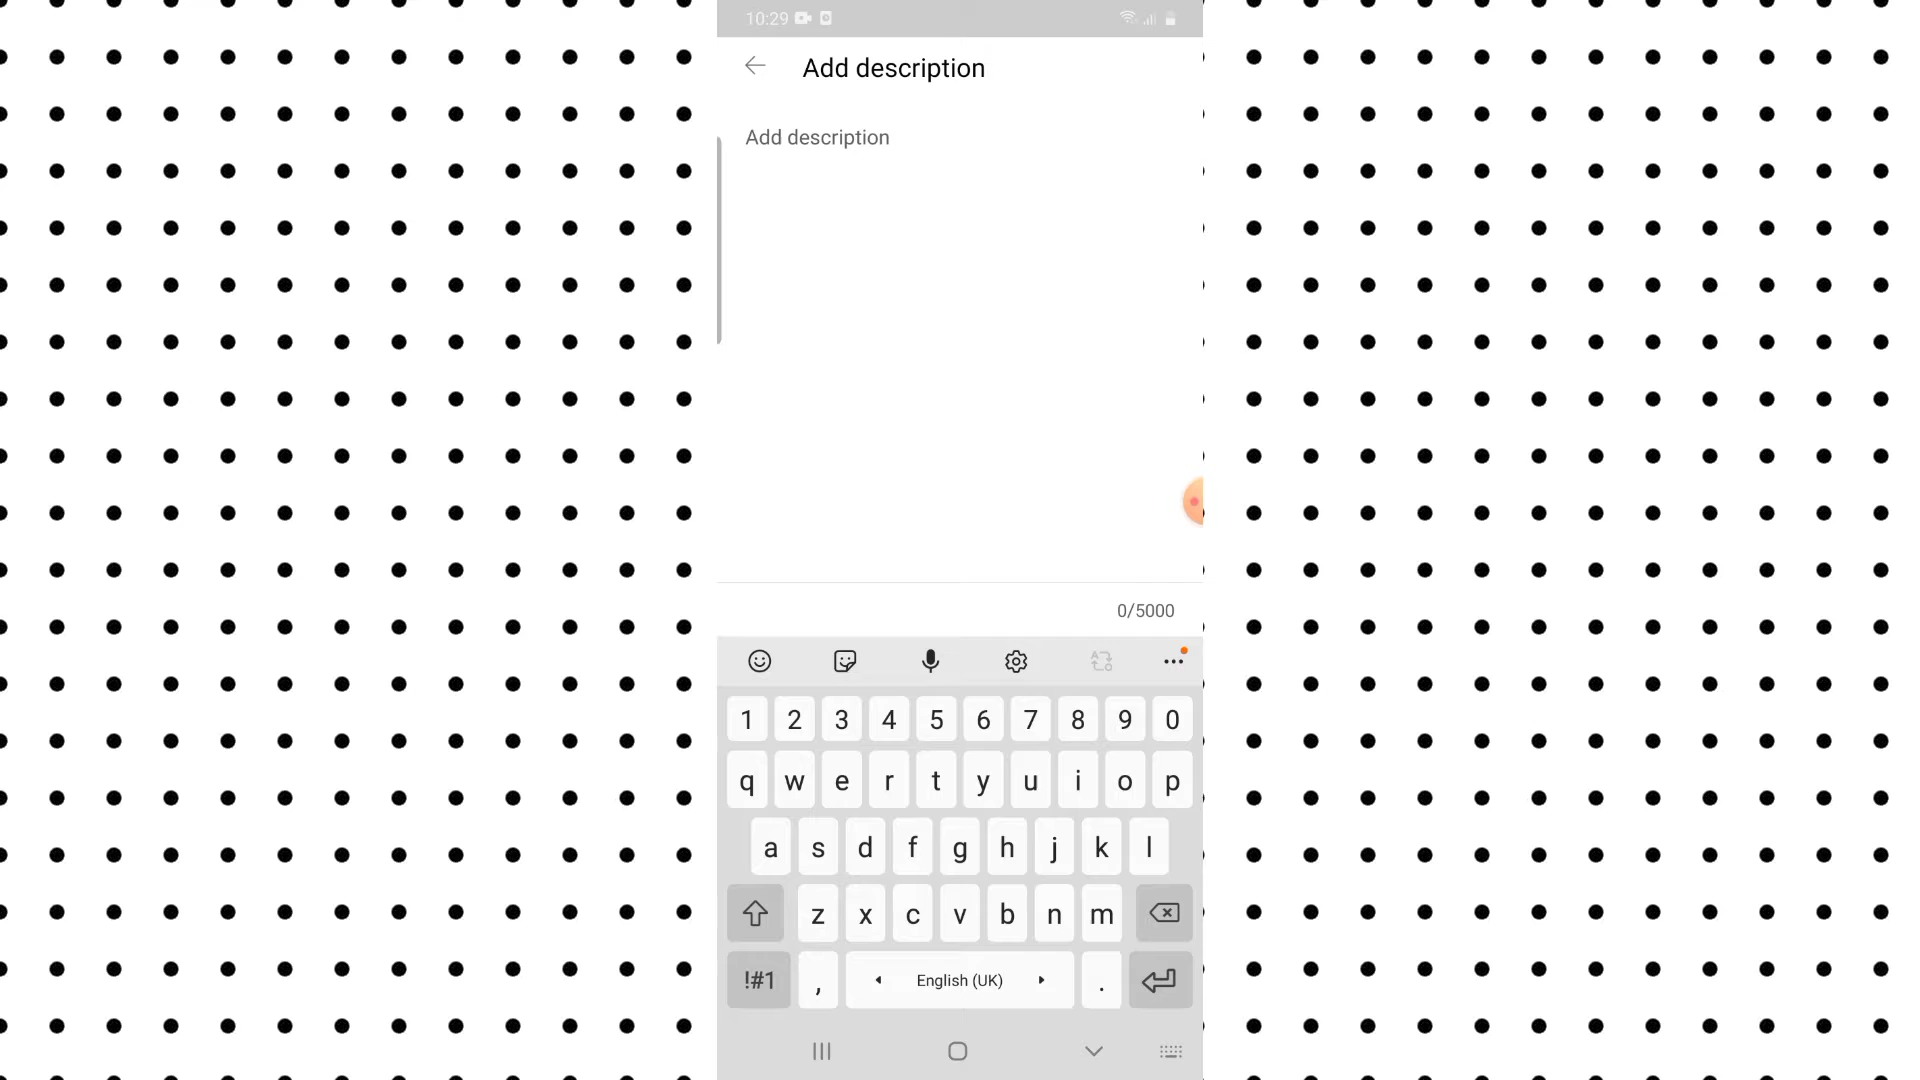 10:29
Add description
Add description
0/5000
1 2 3 4 5 6 7 8 9 0
q w e r t y u i o p
a s d f g h j k l
z x c v b n m
!#1 , English (UK) .